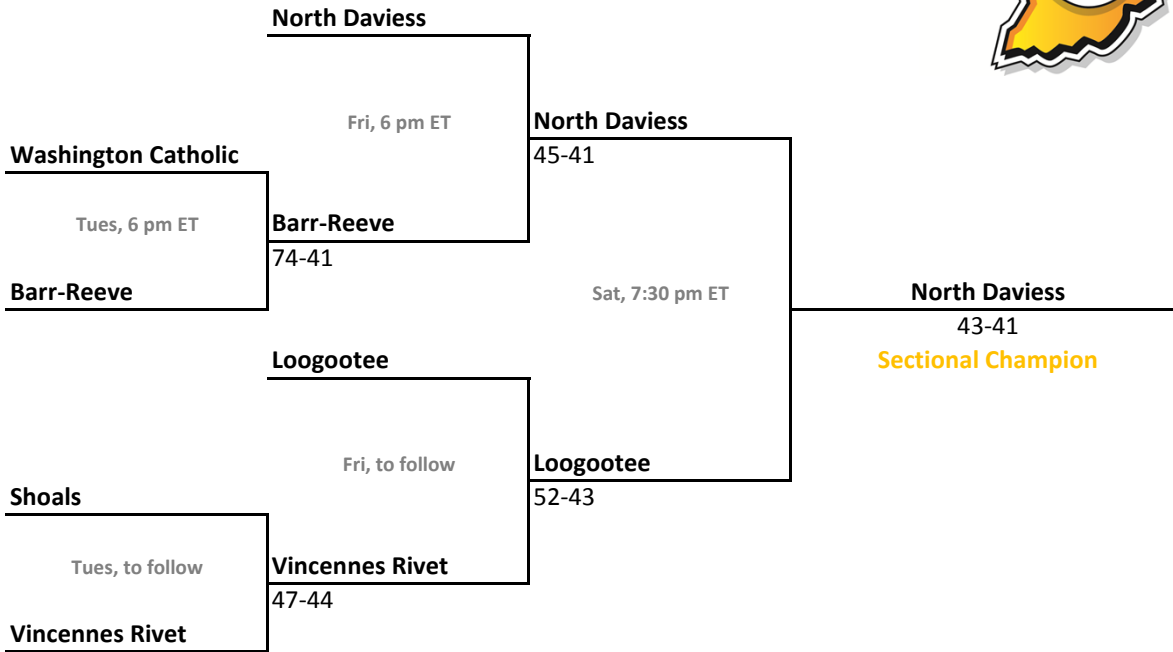 North Daviess
Fri, 6 pm ET
North Daviess
Washington Catholic
45-41
Tues, 6 pm ET
Barr-Reeve
74-41
Barr-Reeve
Sat, 7:30 pm ET
North Daviess
43-41
Loogootee
Sectional Champion
Fri, to follow
Loogootee
Shoals
52-43
Tues, to follow
Vincennes Rivet
47-44
Vincennes Rivet